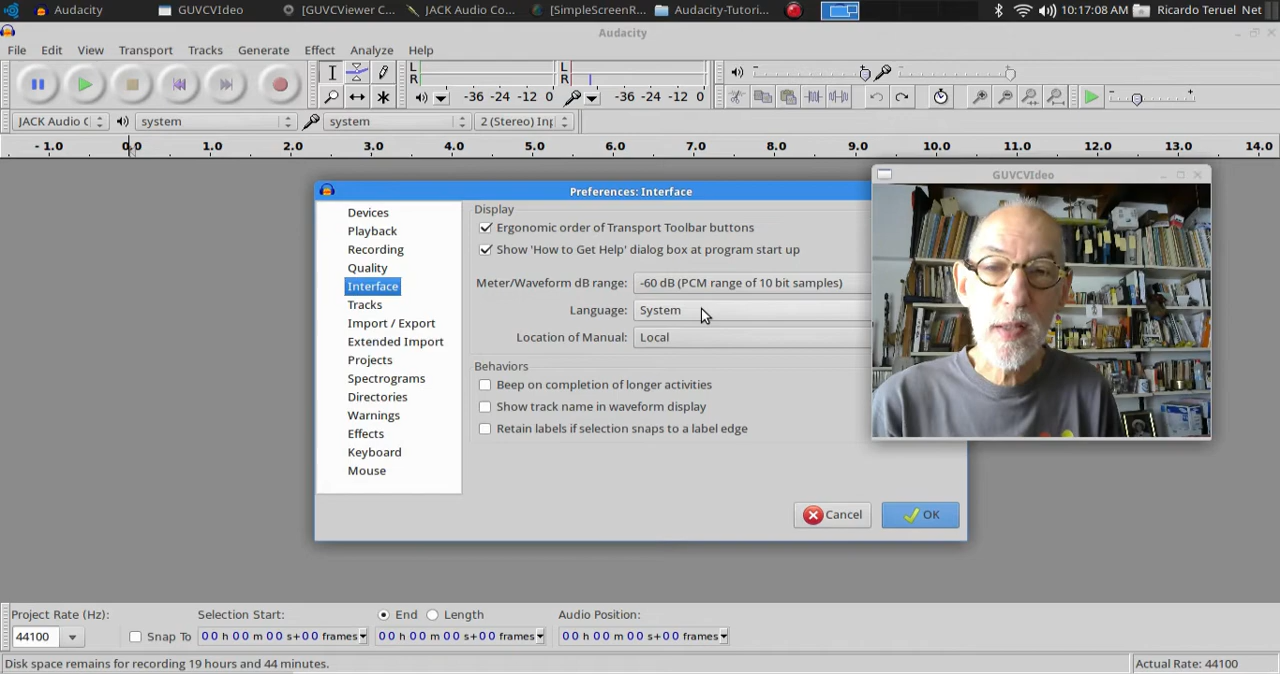 Audacity
GUVCVIdeo
[GUVCViewer C...
JACK Audio Co...
[SimpleScreenR...
Audacity-Tutori...
10:17:08 AM
Ricardo Teruel Net
Audacity
File Edit View Transport Tracks Generate Effect Analyze Help
L
R
L
R
-36 -24 -12 0
-36 -24 -12 0
JACK Audio C
system
system
2 (Stereo) Inp
- 1.0 0.0 1.0 2.0 3.0 4.0 5.0 6.0 7.0 8.0 9.0 10.0 11.0 12.0 13.0 14.0
Preferences: Interface
GUVCVIdeo
Devices
Playback
Recording
Quality
Interface
Tracks
Import / Export
Extended Import
Projects
Spectrograms
Directories
Warnings
Effects
Keyboard
Mouse
Display
Ergonomic order of Transport Toolbar buttons
Show 'How to Get Help' dialog box at program start up
Meter/Waveform dB range: -60 dB (PCM range of 10 bit samples)
Language: System
Location of Manual: Local
Behaviors
Beep on completion of longer activities
Show track name in waveform display
Retain labels if selection snaps to a label edge
Cancel
OK
Project Rate (Hz):
Selection Start:
End
Length
Audio Position:
44100
Snap To
00 h 00 m 00 s+00 frames
00 h 00 m 00 s+00 frames
00 h 00 m 00 s+00 frames
Disk space remains for recording 19 hours and 44 minutes.
Actual Rate: 44100